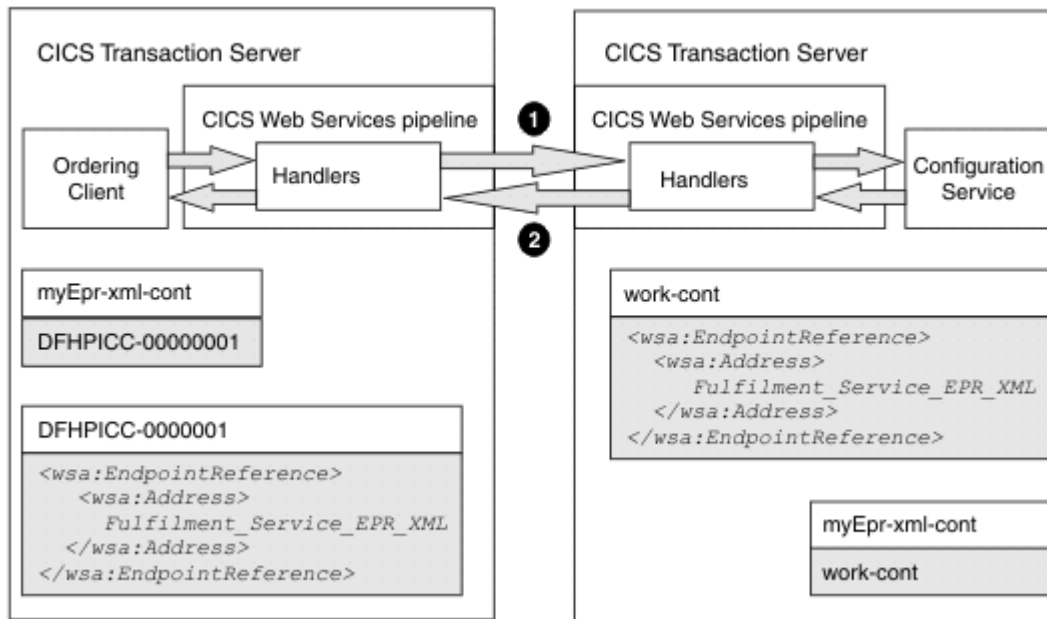 CICS Transaction Server
CICS Web Services pipeline
Ordering
Client
Handlers
myEpr-xml-cont
DFHPICC-00000001
DFHPICC-0000001
<wsa:EndpointReference>
<wsa:Address>
Fulfilment_Service_EPR_XML
</wsa:Address>
</wsa:EndpointReference>
1
2
CICS Transaction Server
CICS Web Services pipeline
Handlers
Configuration
Service
work-cont
<wsa:EndpointReference>
<wsa:Address>
Fulfilment_Service_EPR_XML
</wsa:Address>
</wsa:EndpointReference>
myEpr-xml-cont
work-cont